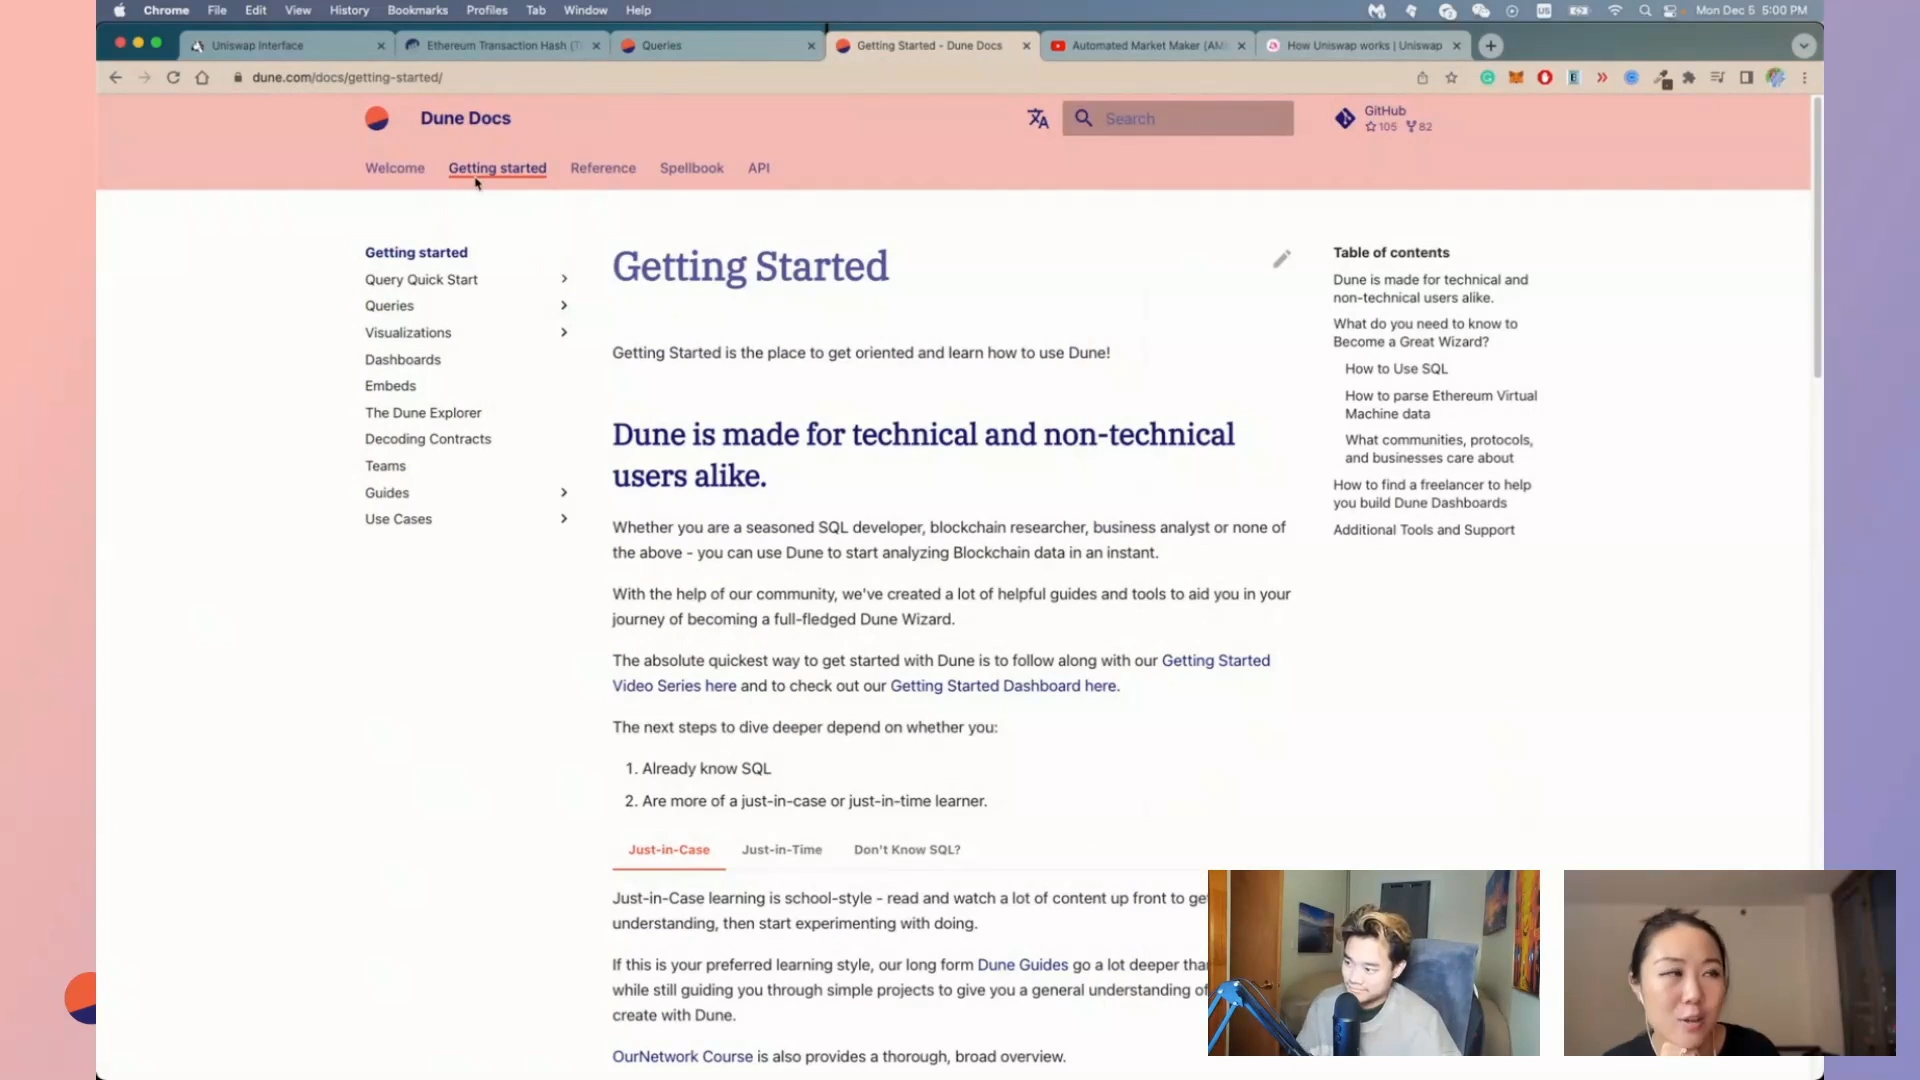 Chrome File Edit View History Bookmarks Profiles Tab Window Help
US
Mon Dec 5 5:00 PM
Uniswap Interface
Ethereum Transaction Hash (T
Queries
Getting Started - Dune Docs
Automated Market Maker (AM
How Uniswap works | Uniswap
dune.com/docs/getting-started/
Dune Docs
Search
GitHub
105 82
Welcome
Getting started
Reference
Spellbook
API
Getting started
Query Quick Start
Queries
Visualizations
Dashboards
Embeds
The Dune Explorer
Decoding Contracts
Teams
Guides
Use Cases
Getting Started
Getting Started is the place to get oriented and learn how to use Dune!
Dune is made for technical and non-technical
users alike.
Whether you are a seasoned SQL developer, blockchain researcher, business analyst or none of
the above - you can use Dune to start analyzing Blockchain data in an instant.
With the help of our community, we've created a lot of helpful guides and tools to aid you in your
journey of becoming a full-fledged Dune Wizard.
The absolute quickest way to get started with Dune is to follow along with our Getting Started
Video Series here and to check out our Getting Started Dashboard here.
The next steps to dive deeper depend on whether you:
1. Already know SQL
2. Are more of a just-in-case or just-in-time learner.
Just-in-Case
Just-in-Time
Don't Know SQL?
Just-in-Case learning is school-style - read and watch a lot of content up front to ge
understanding, then start experimenting with doing.
If this is your preferred learning style, our long form Dune Guides go a lot deeper tha
while still guiding you through simple projects to give you a general understanding of
create with Dune.
OurNetwork Course is also provides a thorough, broad overview.
Table of contents
Dune is made for technical and
non-technical users alike.
What do you need to know to
Become a Great Wizard?
How to Use SQL
How to parse Ethereum Virtual
Machine data
What communities, protocols,
and businesses care about
How to find a freelancer to help
you build Dune Dashboards
Additional Tools and Support